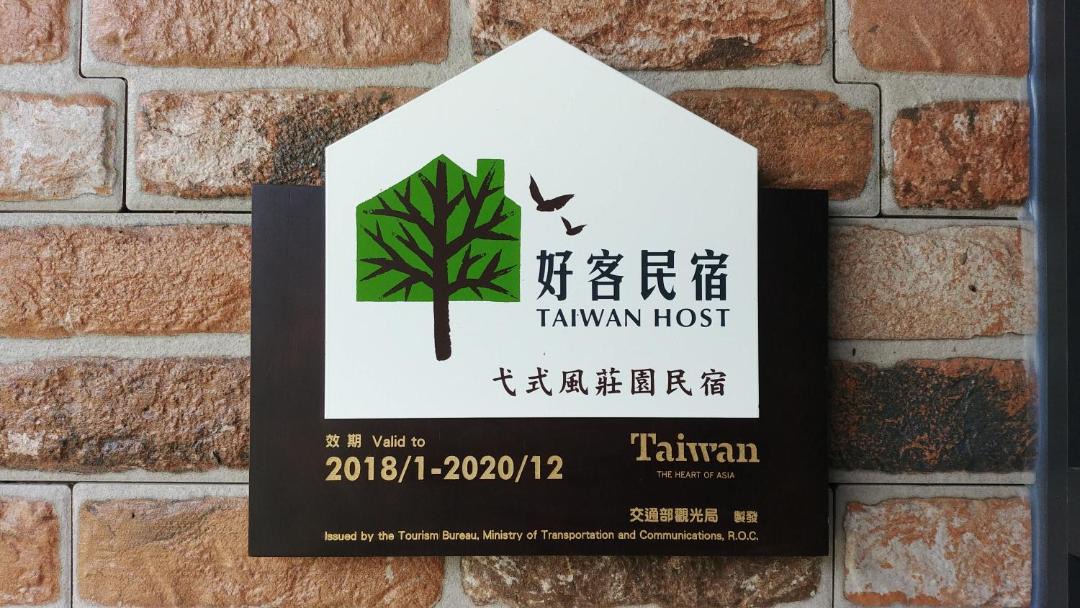 好客民宿
TAIWAN HOST
弋式風莊園民宿
效期 Valid to
2018/1-2020/12
Taiwan
THE HEART OF ASIA
交通部觀光局 製發
Issued by the Tourism Bureau, Ministry of Transportation and Communications, R.O.C.